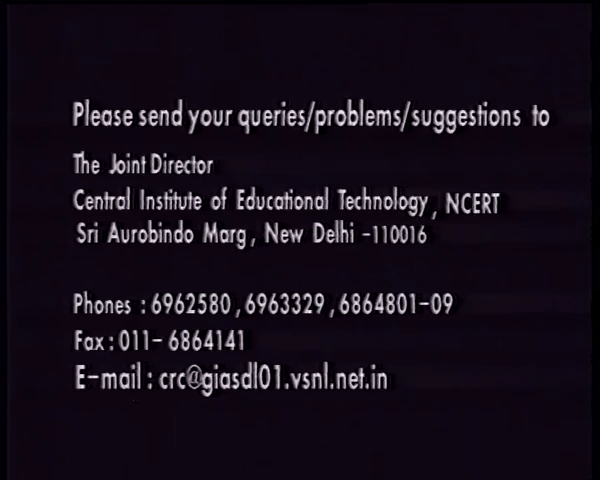 Please send your queries/problems/suggestions to
The Joint Director
Central Institute of Educational Technology, NCERT
Sri Aurobindo Marg, New Delhi -110016
Phones : 6962580, 6963329, 6864801-09
Fax : 011- 6864141
E-mail : crc@giasdl01.vsnl.net.in